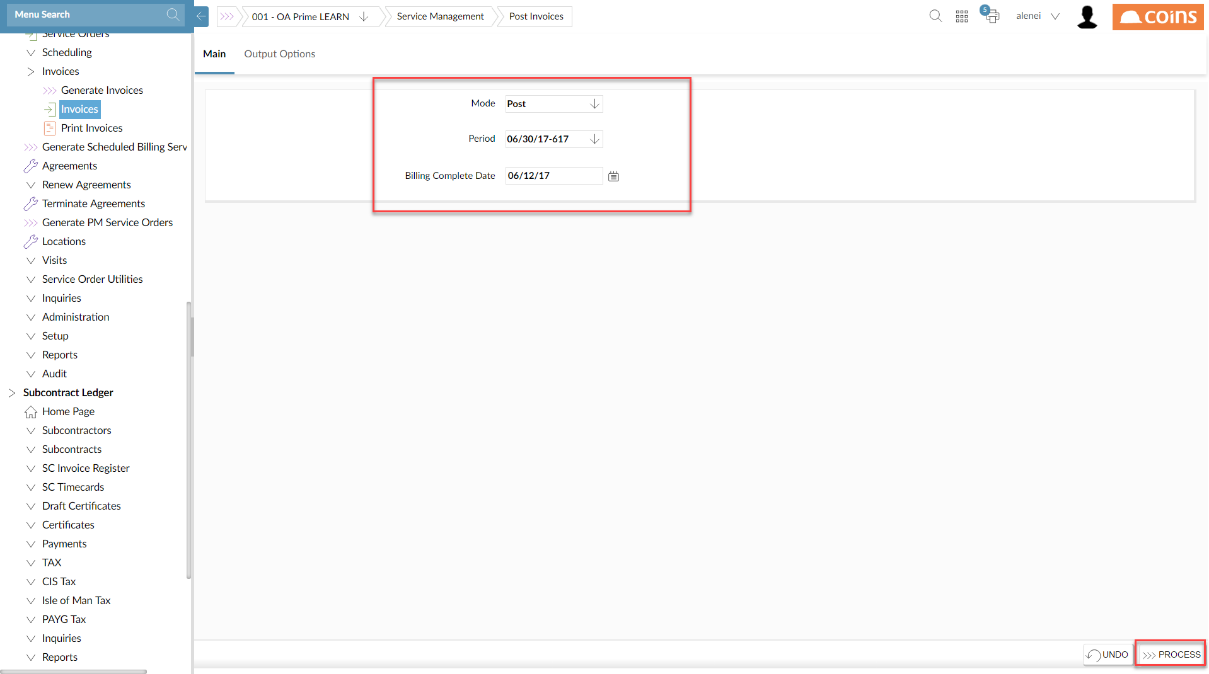 Menu Search
001 - OA Prime LEARN
Service Management
Post Invoices
5
alenei
COINS
Service Orders
Scheduling
Invoices
Generate Invoices
Invoices
Print Invoices
Generate Scheduled Billing Serv
Agreements
Renew Agreements
Terminate Agreements
Generate PM Service Orders
Locations
Visits
Service Order Utilities
Inquiries
Administration
Setup
Reports
Audit
Subcontract Ledger
Home Page
Subcontractors
Subcontracts
SC Invoice Register
SC Timecards
Draft Certificates
Certificates
Payments
TAX
CIS Tax
Isle of Man Tax
PAYG Tax
Inquiries
Reports
Main
Output Options
Mode Post
Period 06/30/17-617
Billing Complete Date 06/12/17
UNDO
PROCESS